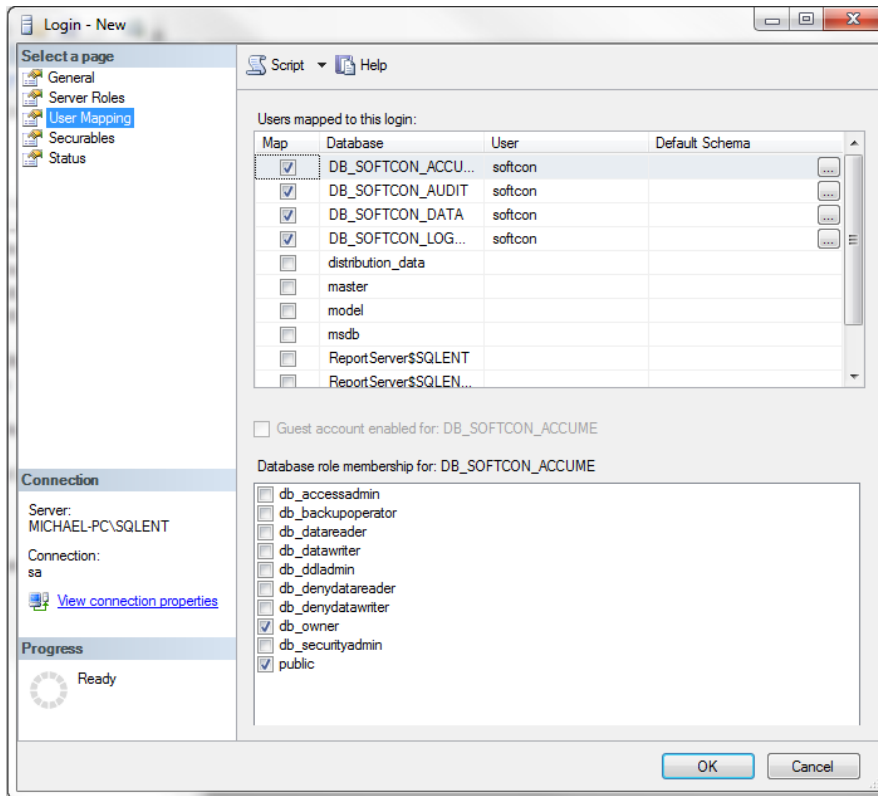 Login - New
Select a page
General
Server Roles
User Mapping
Securables
Status
Script Help
Users mapped to this login:
Map Database User Default Schema
DB_SOFTCON_ACCU... softcon ...
DB_SOFTCON_AUDIT softcon ...
DB_SOFTCON_DATA softcon ...
DB_SOFTCON_LOG... softcon ...
distribution_data
master
model
msdb
ReportServer$SQLENT
ReportServer$SQLEN...
Guest account enabled for: DB_SOFTCON_ACCUME
Database role membership for: DB_SOFTCON_ACCUME
db_accessadmin
db_backupoperator
db_datareader
db_datawriter
db_ddladmin
db_denydatareader
db_denydatawriter
db_owner
db_securityadmin
public
Connection
Server:
MICHAEL-PC\SQLENT
Connection:
sa
View connection properties
Progress
Ready
OK Cancel